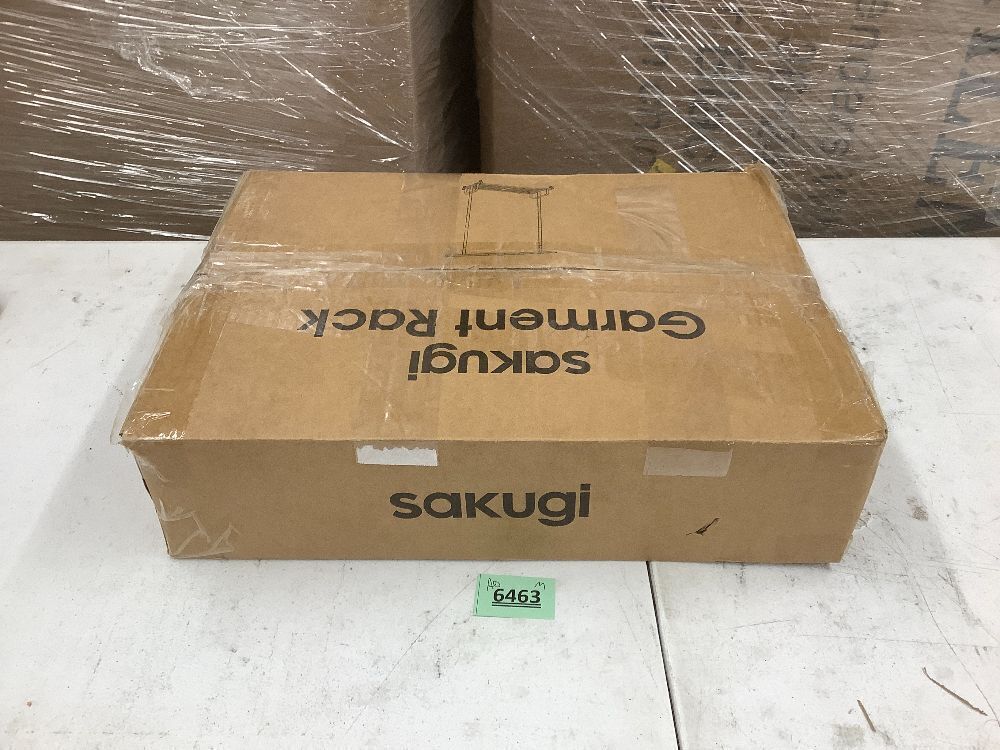 sakugi
Garment Rack
sakugi
6463